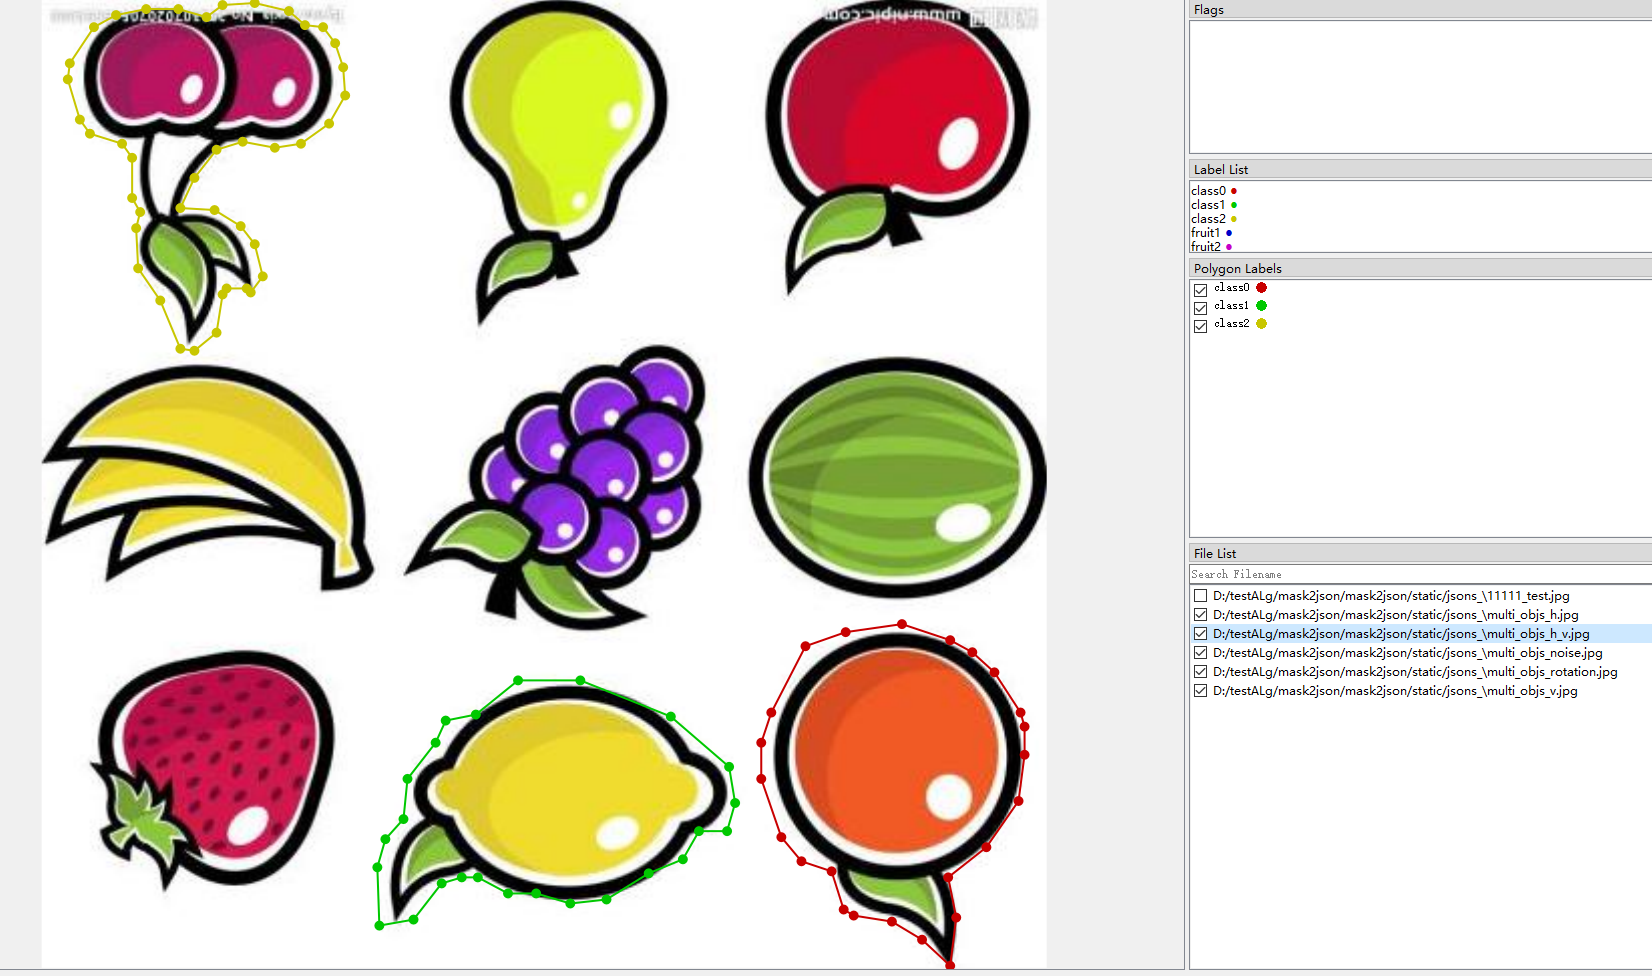 www.nipic.com
Flags
Label List
class0
class1
class2
fruit1
fruit2
Polygon Labels
class0
class1
class2
File List
Search Filename
D:/testALg/mask2json/mask2json/static/jsons_\11111_test.jpg
D:/testALg/mask2json/mask2json/static/jsons_\multi_objs_h.jpg
D:/testALg/mask2json/mask2json/static/jsons_\multi_objs_h_v.jpg
D:/testALg/mask2json/mask2json/static/jsons_\multi_objs_noise.jpg
D:/testALg/mask2json/mask2json/static/jsons_\multi_objs_rotation.jpg
D:/testALg/mask2json/mask2json/static/jsons_\multi_objs_v.jpg